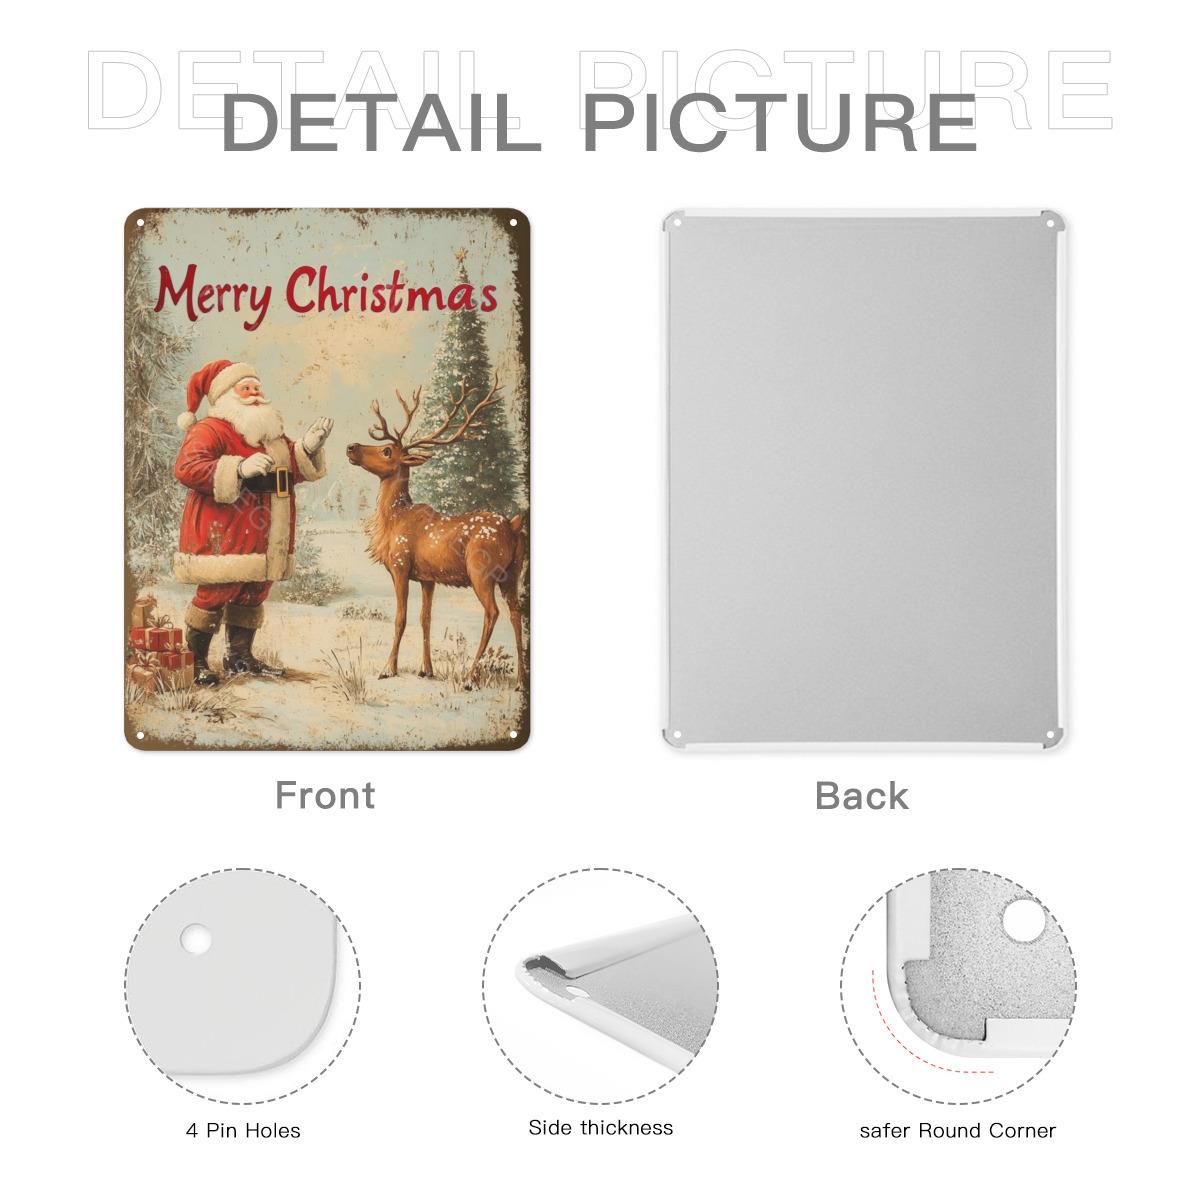 DETAIL PICTURE
DETAIL PICTURE
Merry Christmas
Front
Back
4 Pin Holes
Side thickness
safer Round Corner